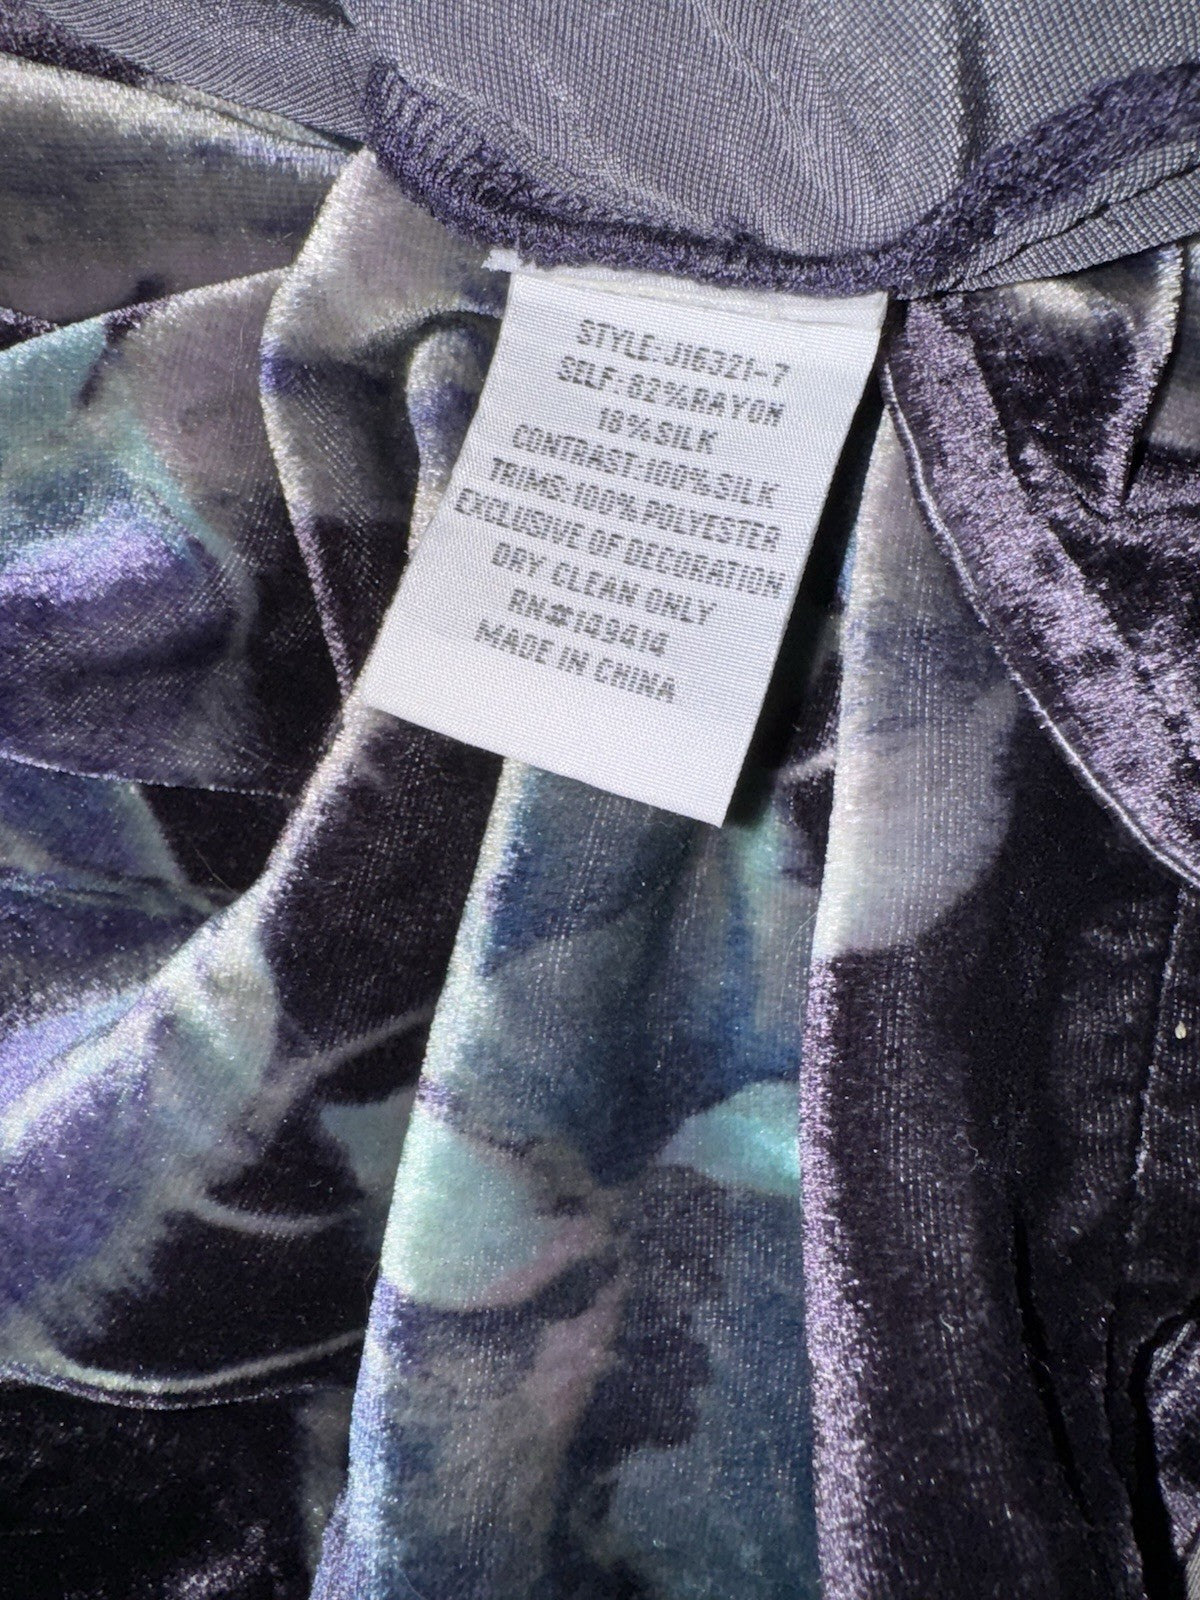 STYLE:J16321-7
SELF:82%RAYON
18%SILK
CONTRAST:100%SILK
TRIMS:100%POLYESTER
EXCLUSIVE OF DECORATION
DRY CLEAN ONLY
RN#149414
MADE IN CHINA